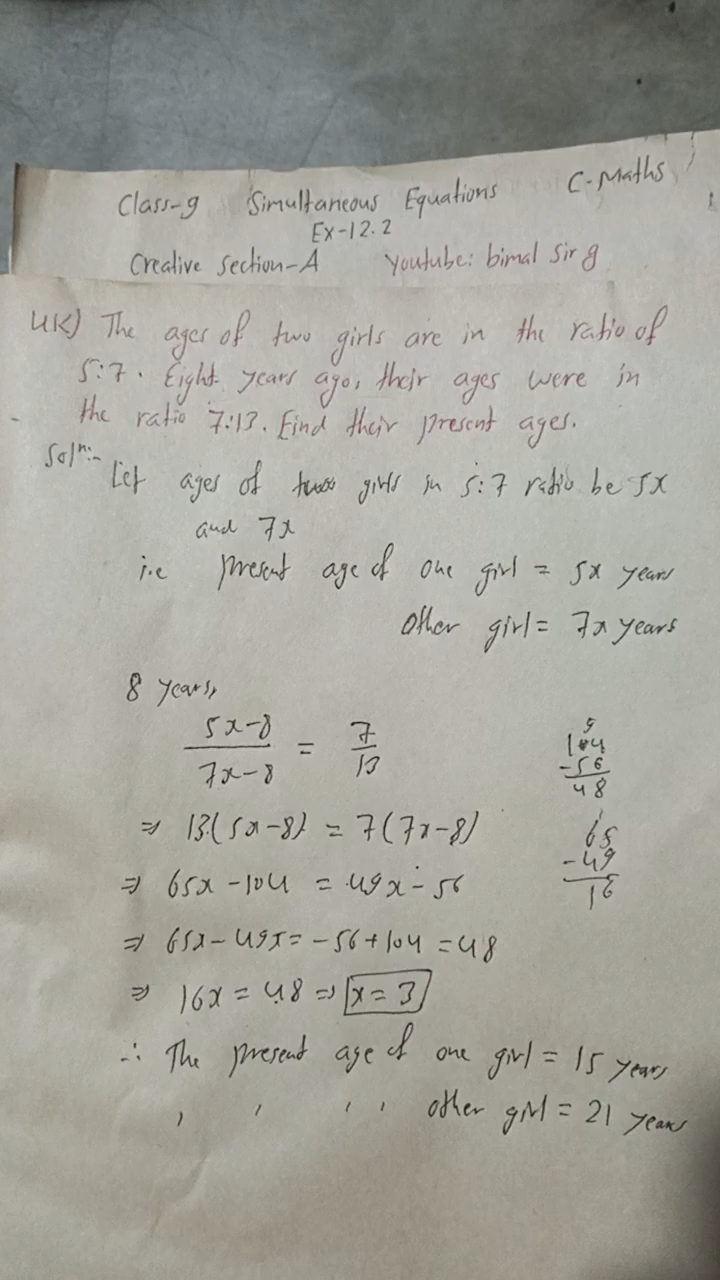 Class-9 Simultaneous Equations C-Maths
Ex-12.2
Creative section-A Youtube: bimal sir g
4K) The ages of two girls are in the ratio of
5:7. Eight years ago, their ages were in
the ratio 7:13. Find their present ages.
Solⁿ:-
Let ages of two girls in 5:7 ratio be 5x
and 7x
i.e present age of one girl = 5x years
Other girl = 7x years
8 years,
(5x-8)/(7x-8) = 7/13
⇒ 13(5x-8) = 7(7x-8)
⇒ 65x - 104 = 49x - 56
⇒ 65x - 49x = -56 + 104 = 48
⇒ 16x = 48 ⇒ x = 3
∴ The present age of one girl = 15 years
, , , , other girl = 21 years
9
104
-56
48
65
-49
16